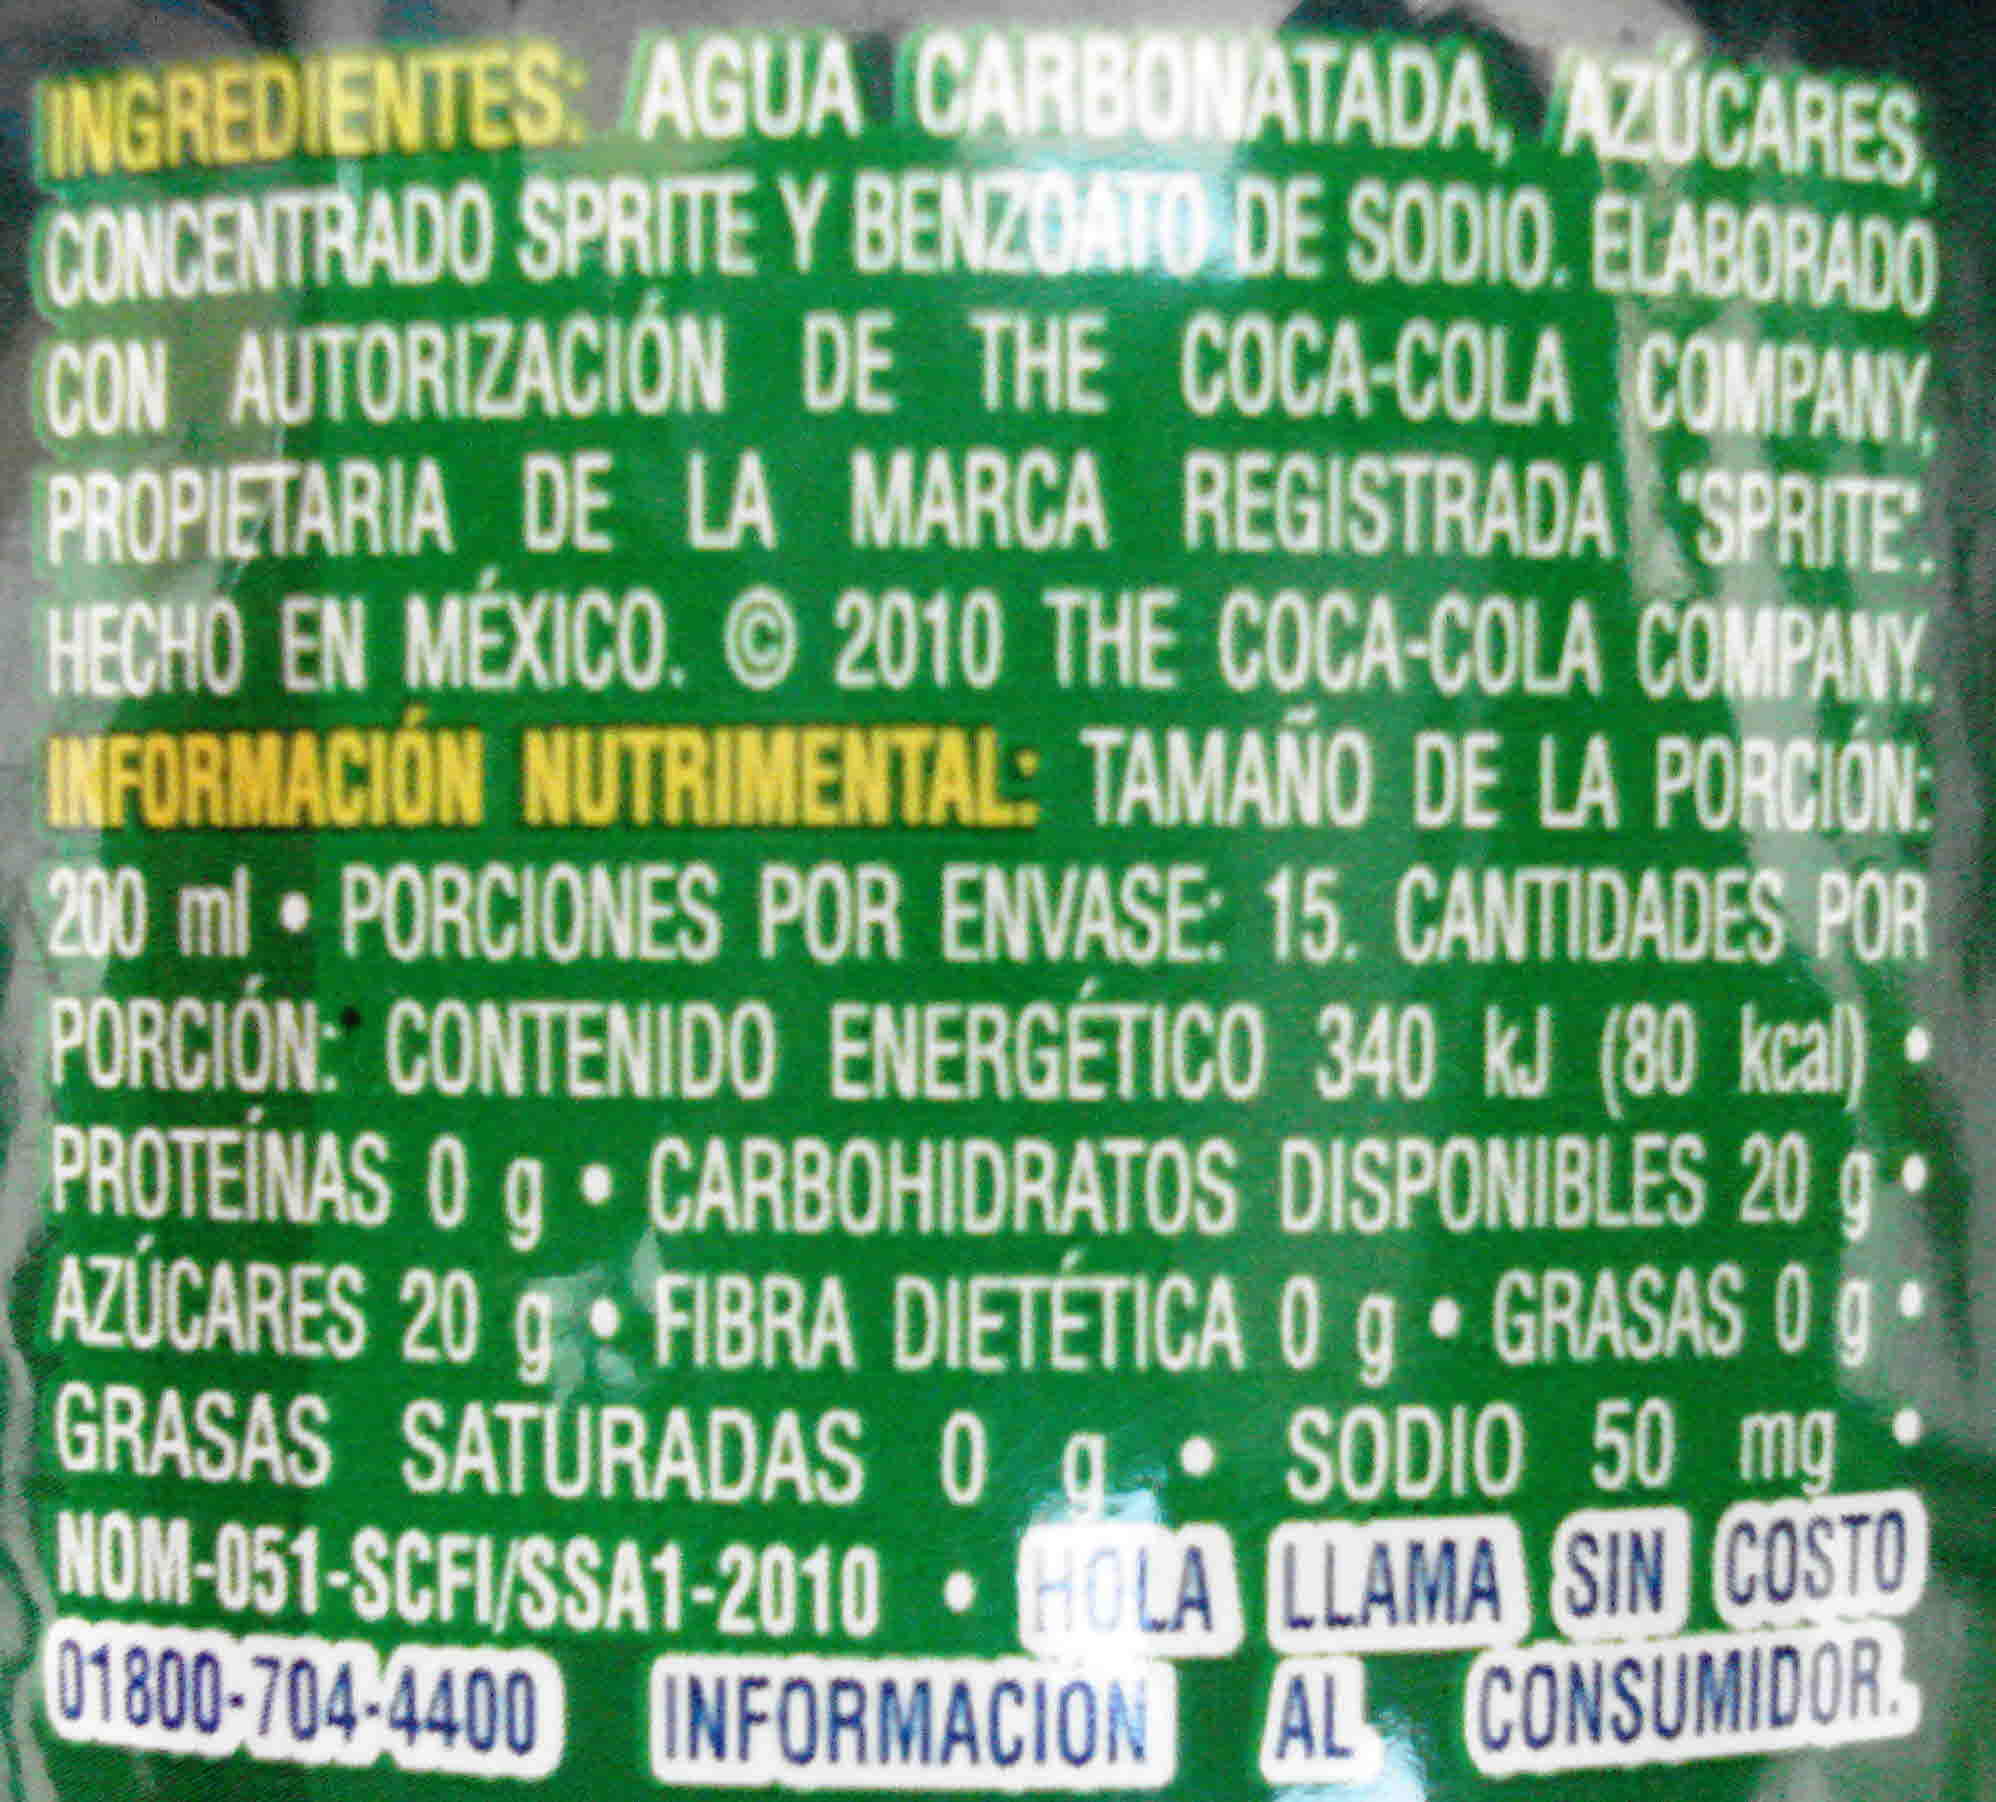 INGREDIENTES: AGUA CARBONATADA, AZÚCARES,
CONCENTRADO SPRITE Y BENZOATO DE SODIO. ELABORADO
CON AUTORIZACIÓN DE THE COCA-COLA COMPANY,
PROPIETARIA DE LA MARCA REGISTRADA "SPRITE".
HECHO EN MÉXICO. © 2010 THE COCA-COLA COMPANY.
INFORMACIÓN NUTRIMENTAL: TAMAÑO DE LA PORCIÓN:
200 ml • PORCIONES POR ENVASE: 15. CANTIDADES POR
PORCIÓN: CONTENIDO ENERGÉTICO 340 kJ (80 kcal) •
PROTEÍNAS 0 g • CARBOHIDRATOS DISPONIBLES 20 g •
AZÚCARES 20 g • FIBRA DIETÉTICA 0 g • GRASAS 0 g •
GRASAS SATURADAS 0 g • SODIO 50 mg •
NOM-051-SCFI/SSA1-2010 • HOLA LLAMA SIN COSTO
01800-704-4400 INFORMACIÓN AL CONSUMIDOR.